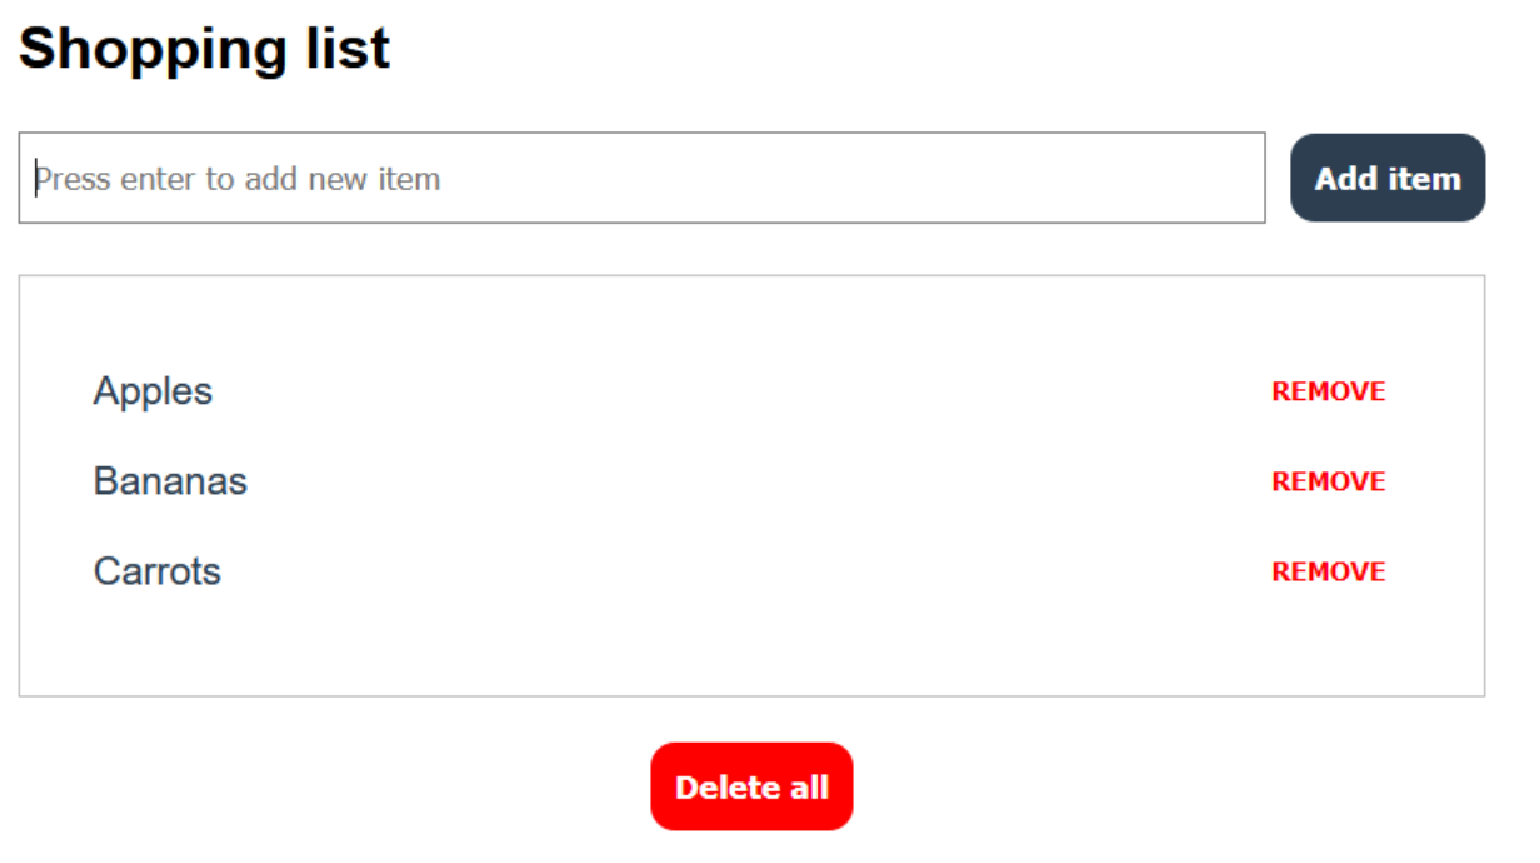 Shopping list
Press enter to add new item
Add item
Apples
REMOVE
Bananas
REMOVE
Carrots
REMOVE
Delete all